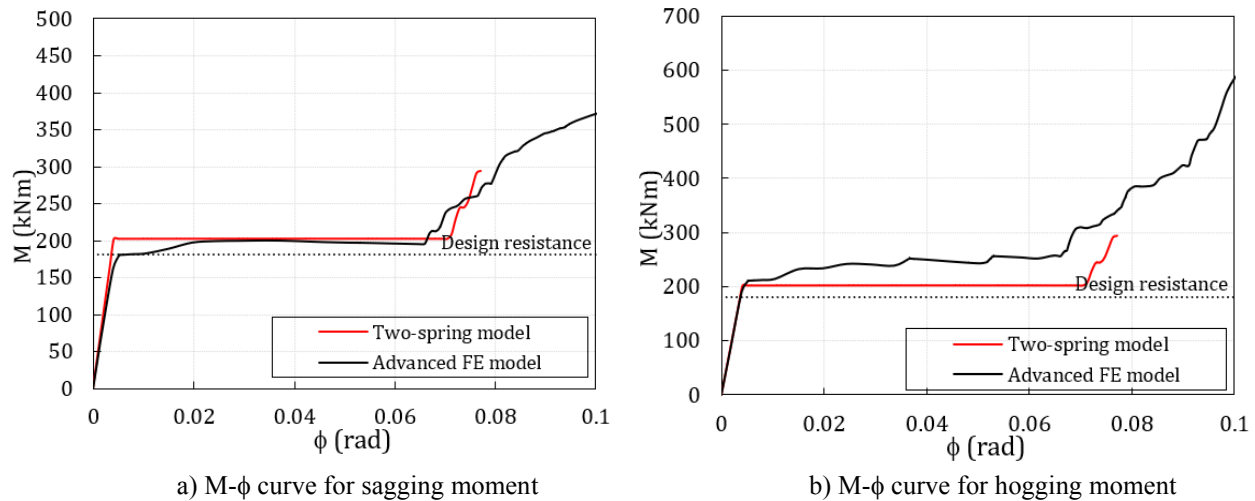 500
450
400
350
300
250
200
150
100
50
0
M (kNm)
Design resistance
Two-spring model
Advanced FE model
0 0.02 0.04 0.06 0.08 0.1
ϕ (rad)
a) M-ϕ curve for sagging moment
700
600
500
400
300
200
100
0
M (kNm)
Design resistance
Two-spring model
Advanced FE model
0 0.02 0.04 0.06 0.08 0.1
ϕ (rad)
b) M-ϕ curve for hogging moment